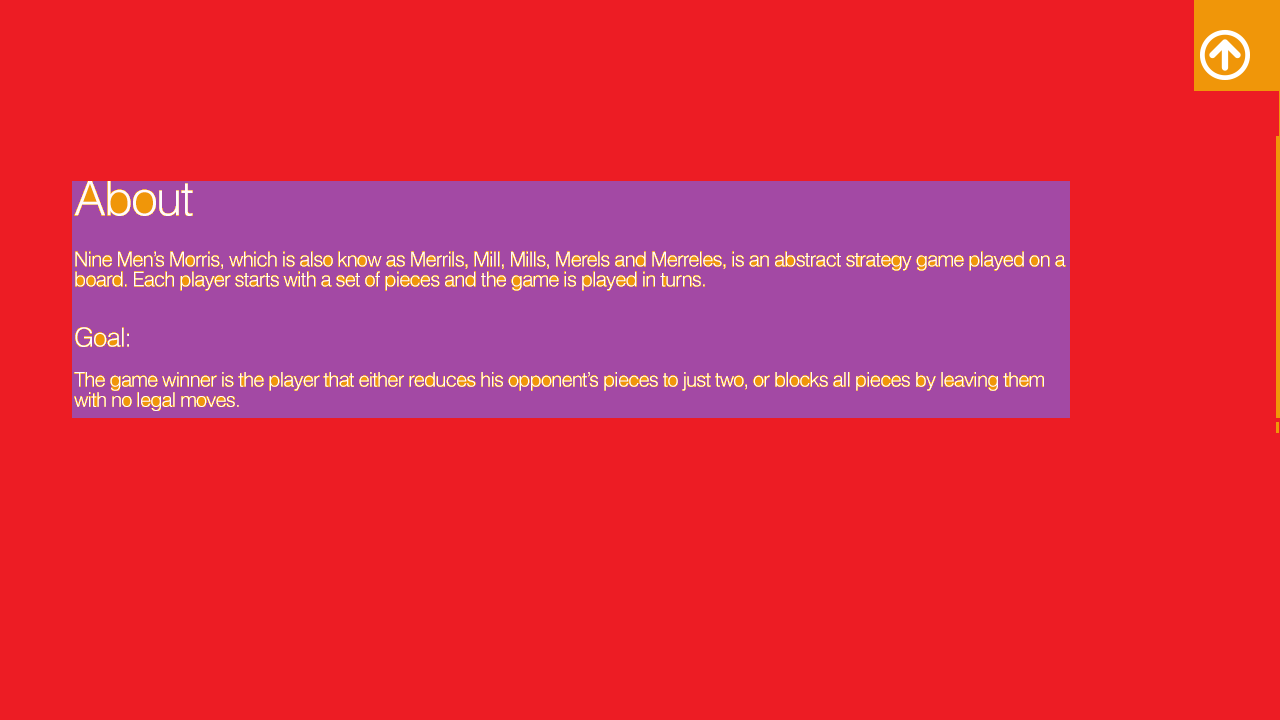 About
Nine Men's Morris, which is also know as Merrils, Mill, Mills, Merels and Merreles, is an abstract strategy game played on a
board. Each player starts with a set of pieces and the game is played in turns.
Goal:
The game winner is the player that either reduces his opponent's pieces to just two, or blocks all pieces by leaving them
with no legal moves.